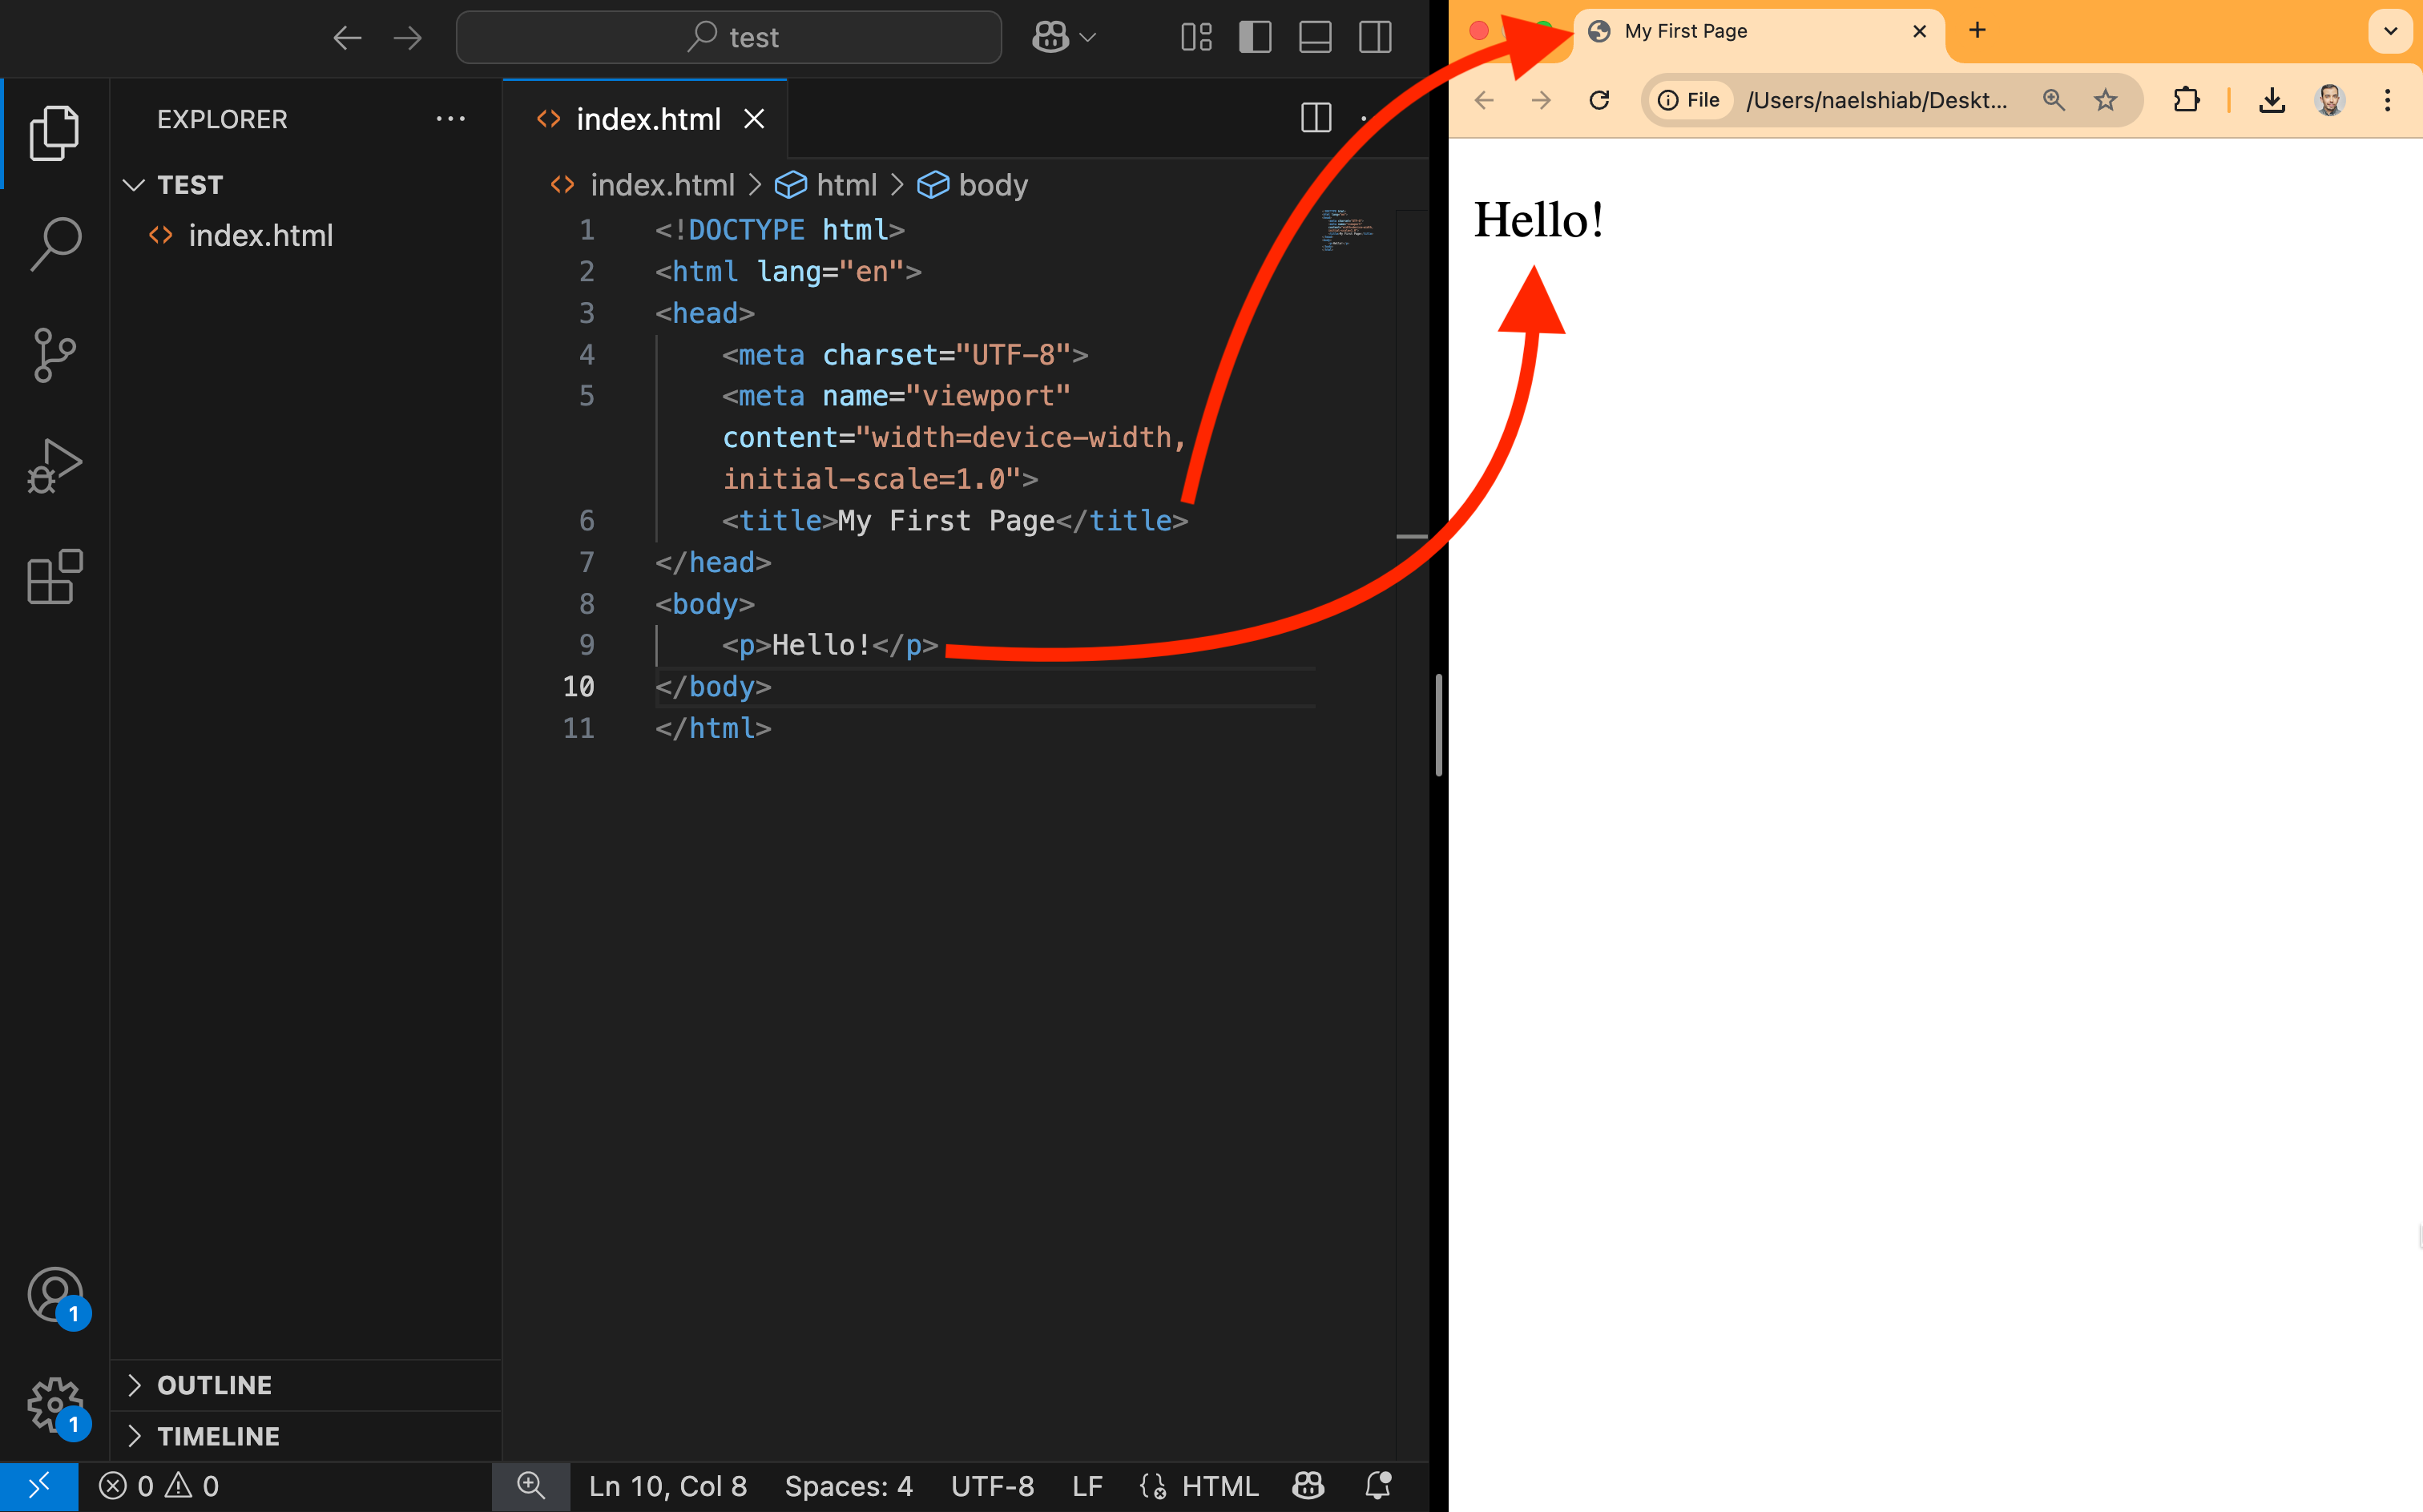 test
EXPLORER
TEST
index.html
index.html
index.html > html > body
1 <!DOCTYPE html>
2 <html lang="en">
3 <head>
4 <meta charset="UTF-8">
5 <meta name="viewport"
content="width=device-width,
initial-scale=1.0">
6 <title>My First Page</title>
7 </head>
8 <body>
9 <p>Hello!</p>
10 </body>
11 </html>
1
1
OUTLINE
TIMELINE
0 0
Ln 10, Col 8 Spaces: 4 UTF-8 LF HTML
My First Page
File /Users/naelshiab/Deskt...
Hello!